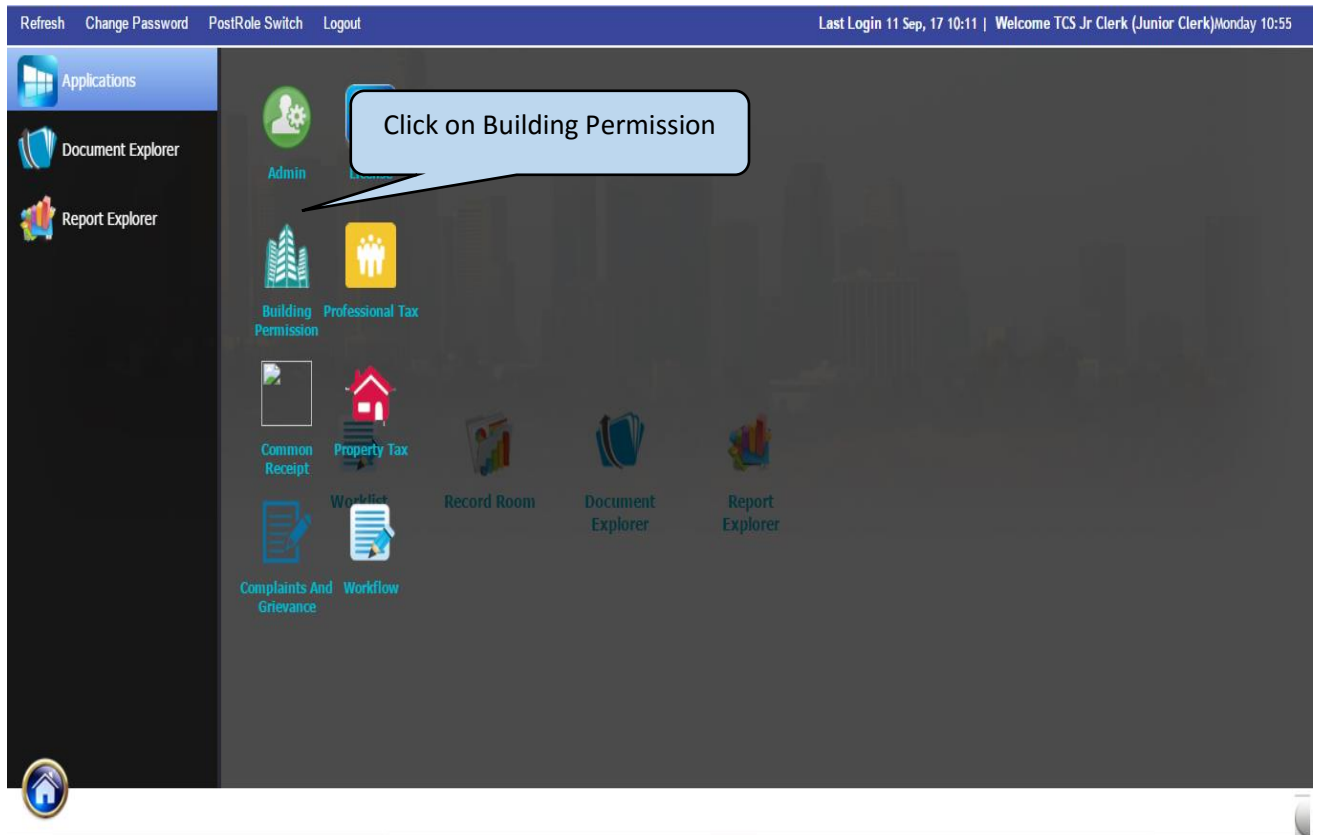 Refresh Change Password PostRole Switch Logout Last Login 11 Sep, 17 10:11 | Welcome TCS Jr Clerk (Junior Clerk)Monday 10:55
Applications
Document Explorer
Report Explorer
Click on Building Permission
Admin License
Building Professional Tax
Permission
Common Property Tax
Receipt
Worklist Record Room Document Report
Explorer Explorer
Complaints And Workflow
Grievance